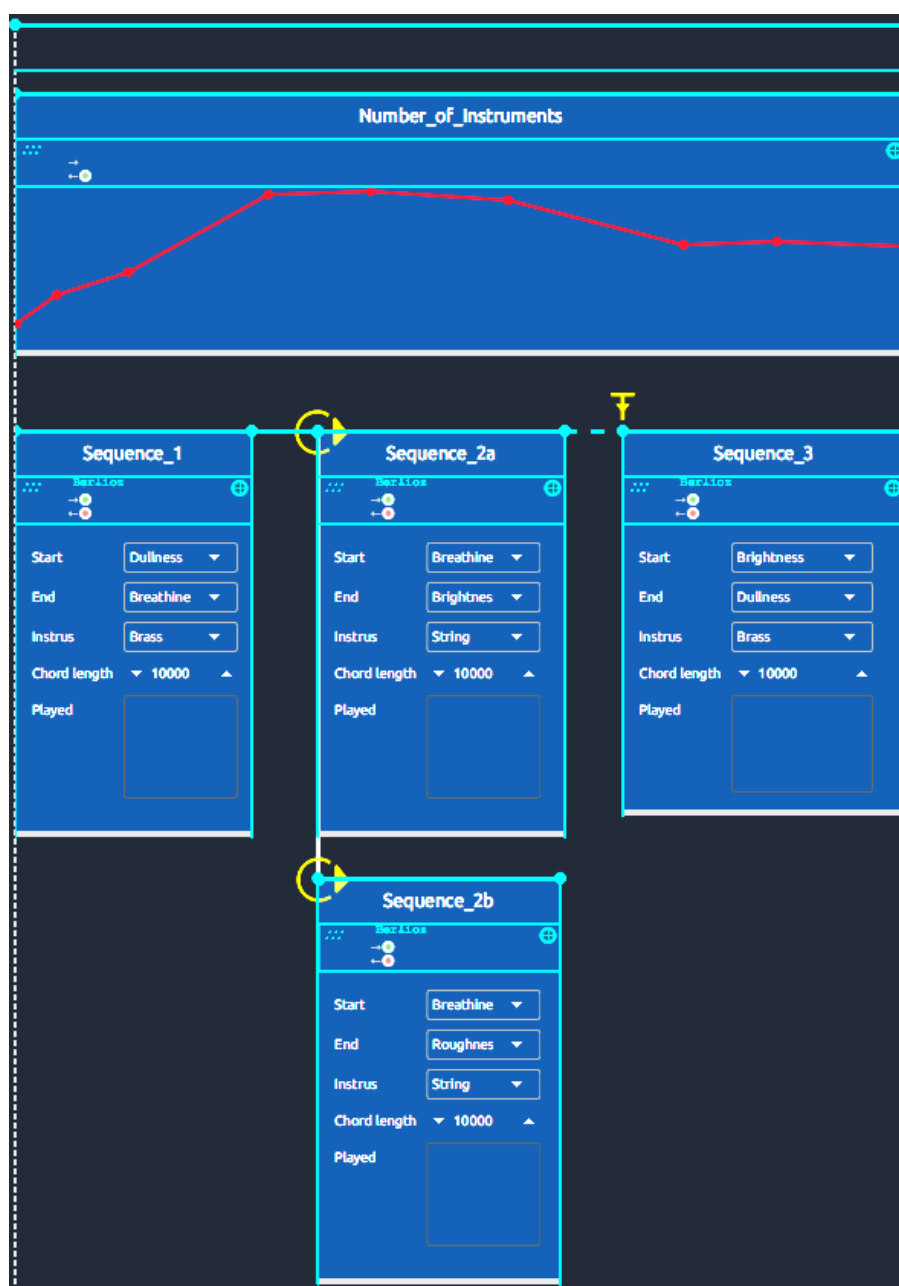 Number_of_Instruments
Sequence_1
Berlioz
Start Dullness
End Breathine
Instrus Brass
Chord length 10000
Played
Sequence_2a
Berlioz
Start Breathine
End Brightnes
Instrus String
Chord length 10000
Played
Sequence_3
Berlioz
Start Brightness
End Dullness
Instrus Brass
Chord length 10000
Played
Sequence_2b
Berlioz
Start Breathine
End Roughnes
Instrus String
Chord length 10000
Played